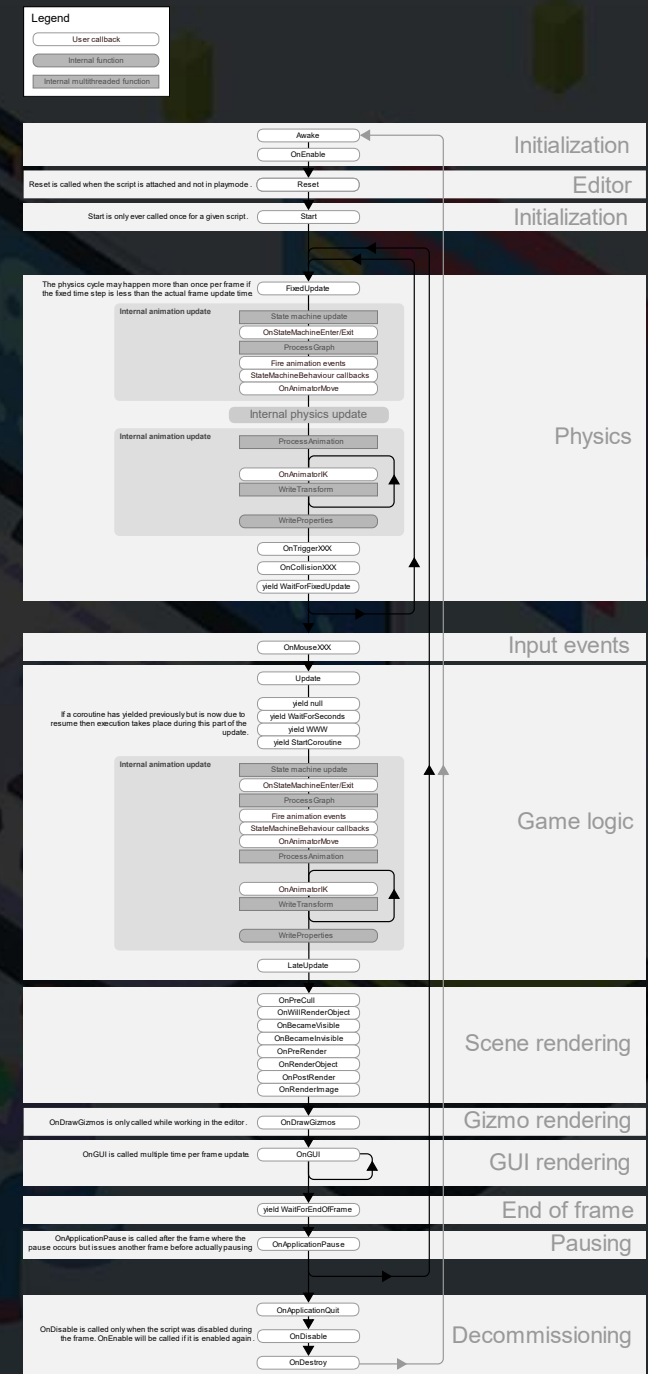 Legend
User callback
Internal function
Internal multithreaded function
Awake
Initialization
OnEnable
Reset is called when the script is attached and not in playmode.
Reset
Editor
Start is only ever called once for a given script.
Start
Initialization
The physics cycle may happen more than once per frame if
the fixed time step is less than the actual frame update time.
FixedUpdate
Internal animation update
State machine update
OnStateMachineEnter/Exit
ProcessGraph
Fire animation events
StateMachineBehaviour callbacks
OnAnimatorMove
Internal physics update
Physics
Internal animation update
ProcessAnimation
OnAnimatorIK
WriteTransform
WriteProperties
OnTriggerXXX
OnCollisionXXX
yield WaitForFixedUpdate
OnMouseXXX
Input events
Update
yield null
If a coroutine has yielded previously but is now due to
resume then execution takes place during this part of the
update.
yield WaitForSeconds
yield WWW
yield StartCoroutine
Internal animation update
State machine update
OnStateMachineEnter/Exit
ProcessGraph
Fire animation events
StateMachineBehaviour callbacks
OnAnimatorMove
ProcessAnimation
Game logic
OnAnimatorIK
WriteTransform
WriteProperties
LateUpdate
OnPreCull
OnWillRenderObject
OnBecameVisible
OnBecameInvisible
OnPreRender
OnRenderObject
OnPostRender
OnRenderImage
Scene rendering
OnDrawGizmos is only called while working in the editor.
OnDrawGizmos
Gizmo rendering
OnGUI is called multiple time per frame update.
OnGUI
GUI rendering
yield WaitForEndOfFrame
End of frame
OnApplicationPause is called after the frame where the
pause occurs but issues another frame before actually pausing
OnApplicationPause
Pausing
OnApplicationQuit
OnDisable is called only when the script was disabled during
the frame. OnEnable will be called if it is enabled again.
OnDisable
Decommissioning
OnDestroy